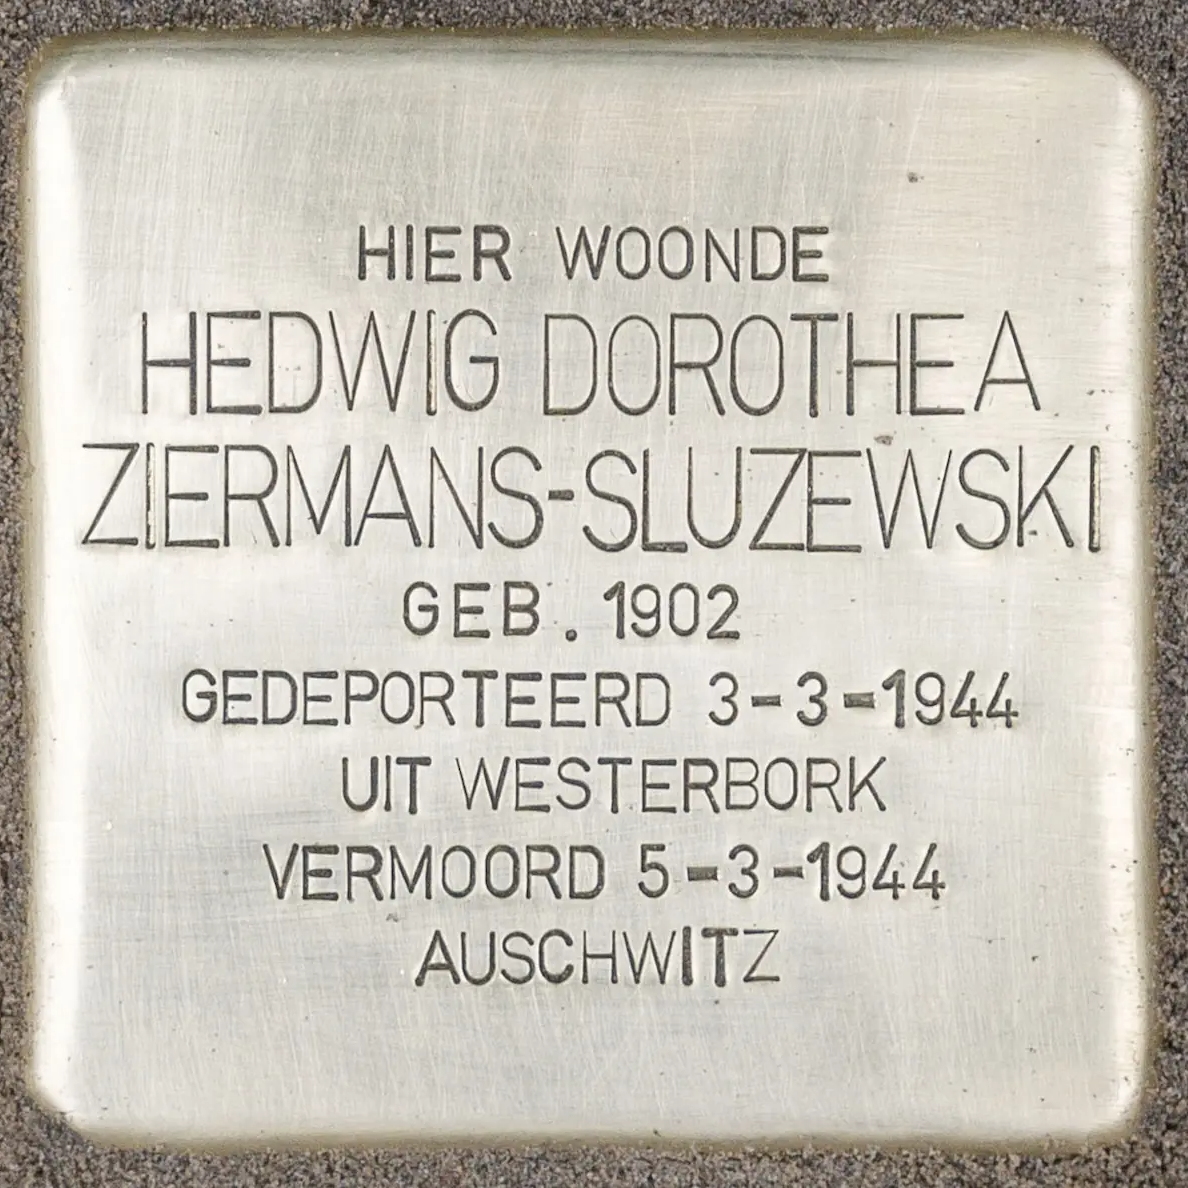 HIER WOONDE
HEDWIG DOROTHEA
ZIERMANS-SLUZEWSKI
GEB. 1902
GEDEPORTEERD 3-3-1944
UIT WESTERBORK
VERMOORD 5-3-1944
AUSCHWITZ